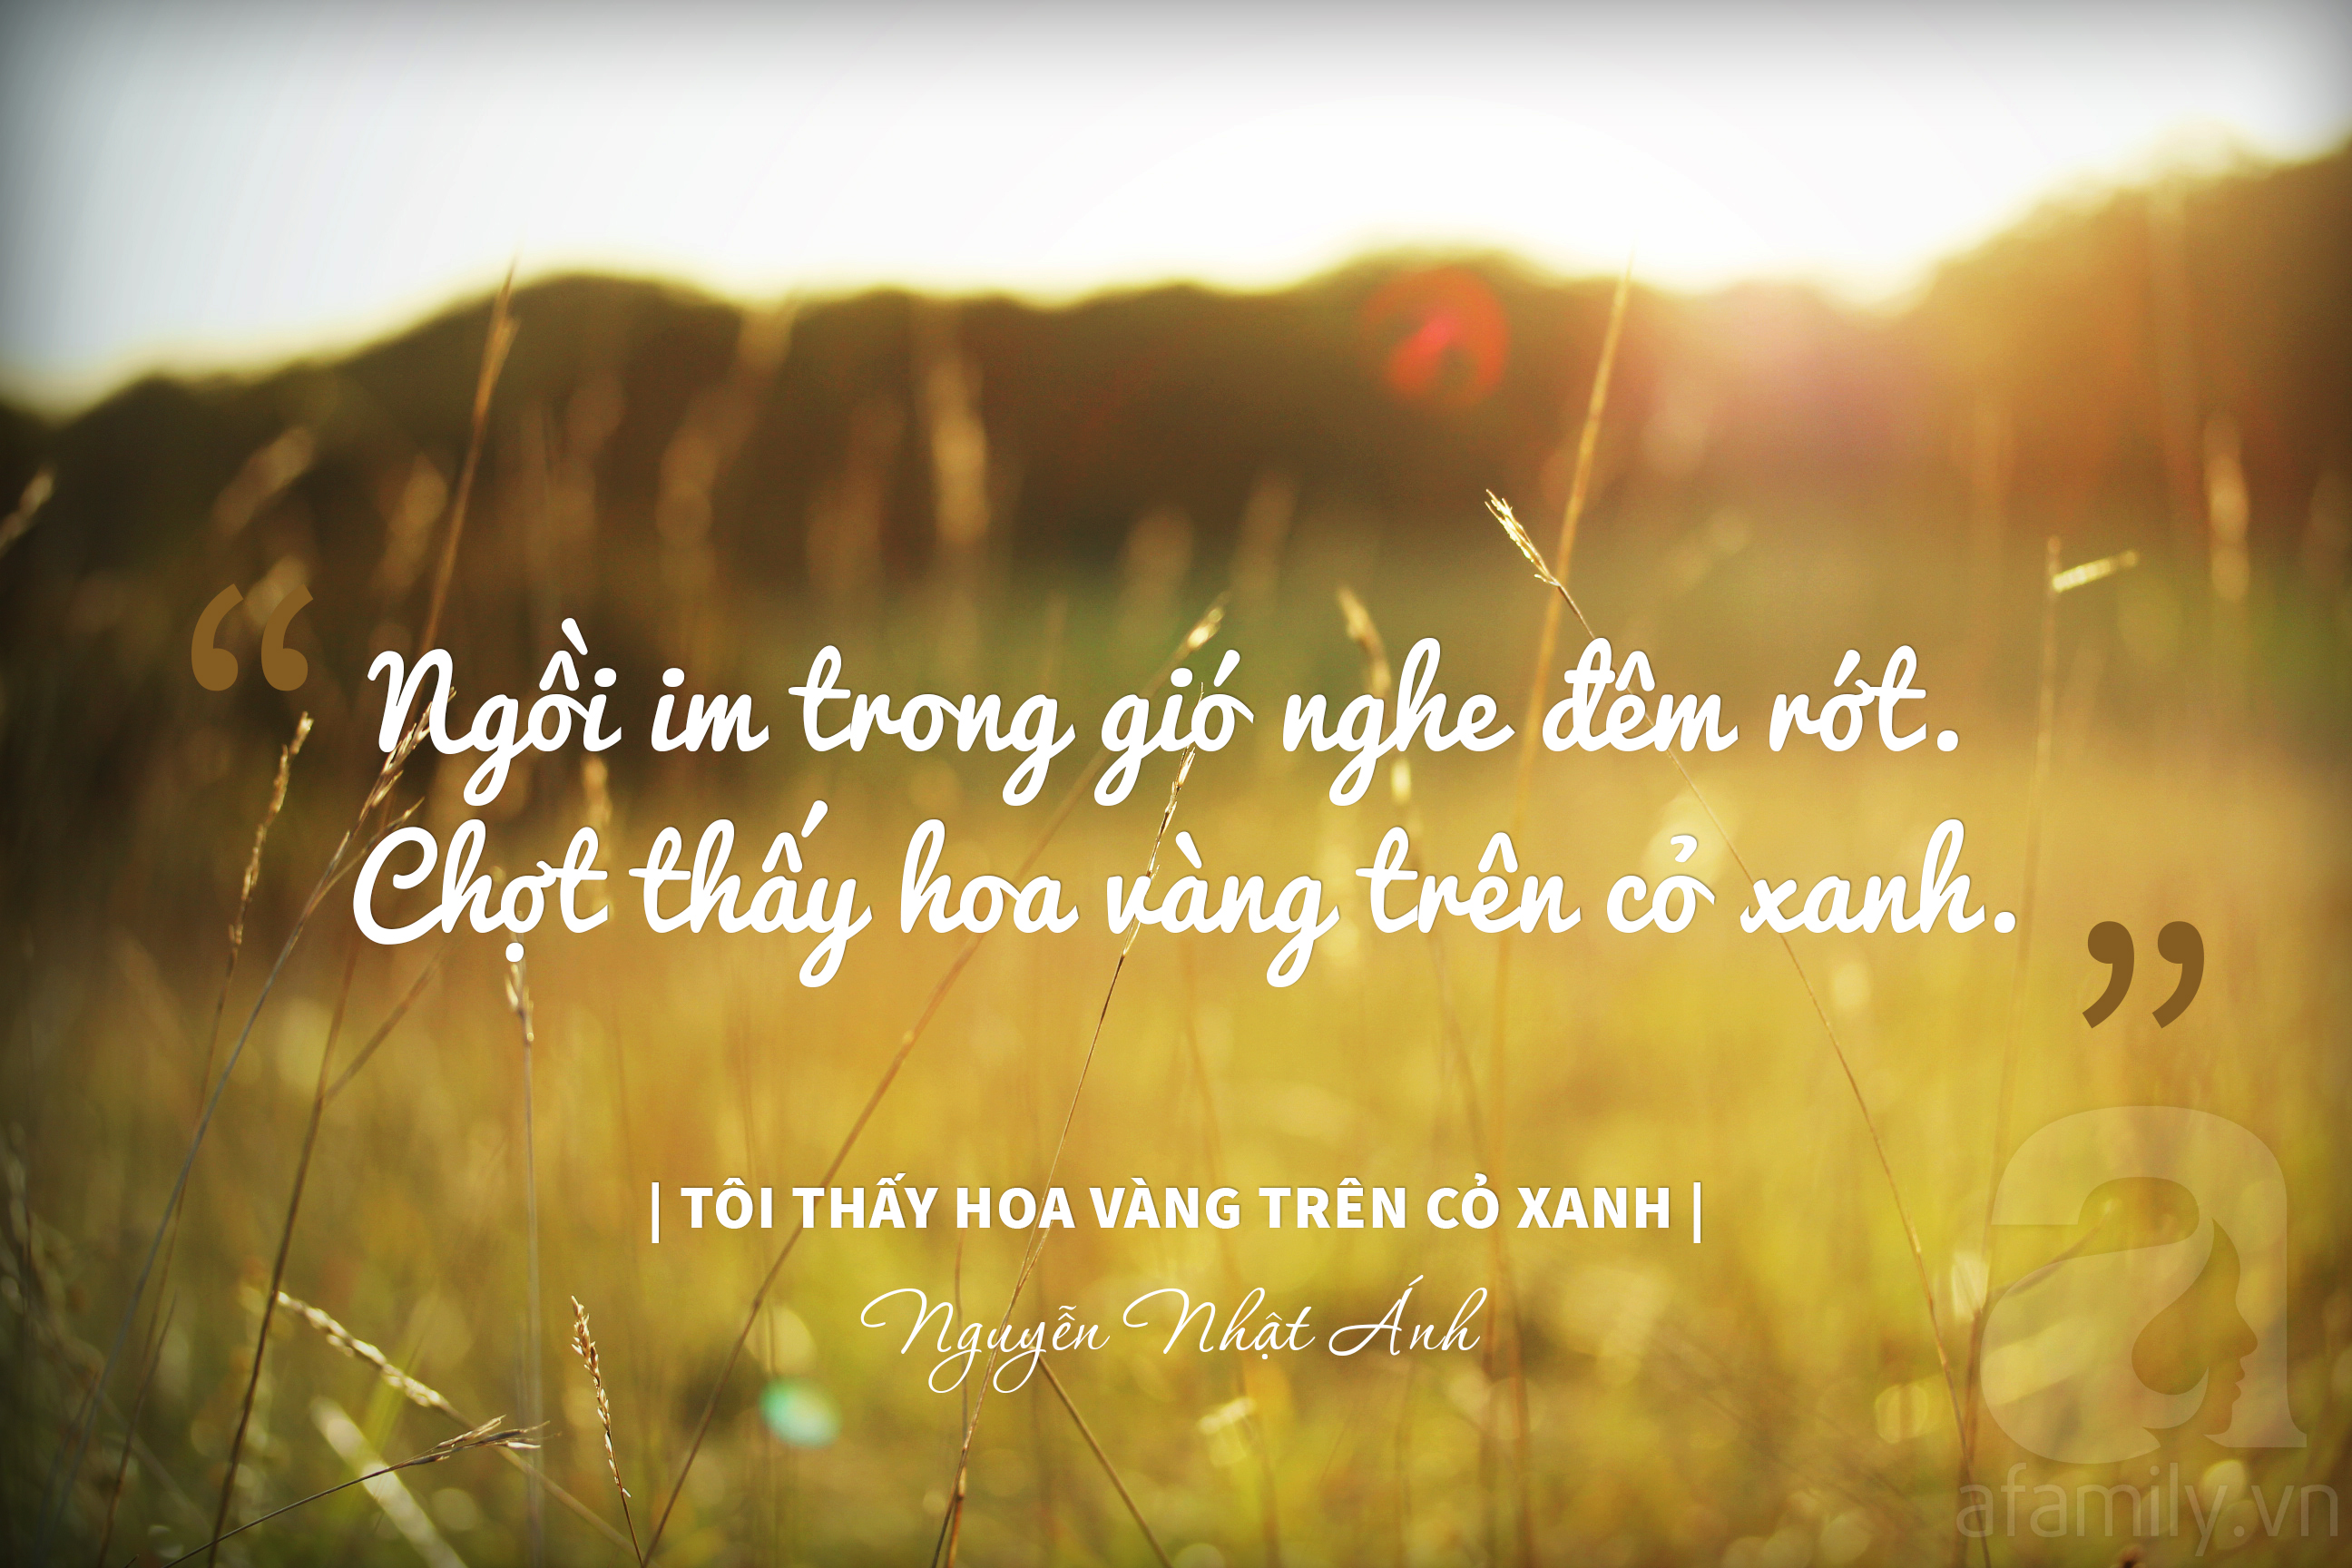 “ Ngồi im trong gió nghe đêm rớt.
Chợt thấy hoa vàng trên cỏ xanh. ”
| TÔI THẤY HOA VÀNG TRÊN CỎ XANH |
Nguyễn Nhật Ánh
a
afamily.vn